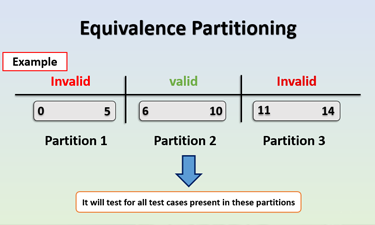 Equivalence Partitioning
Example
Invalid valid Invalid
0 5 6 10 11 14
Partition 1 Partition 2 Partition 3
It will test for all test cases present in these partitions